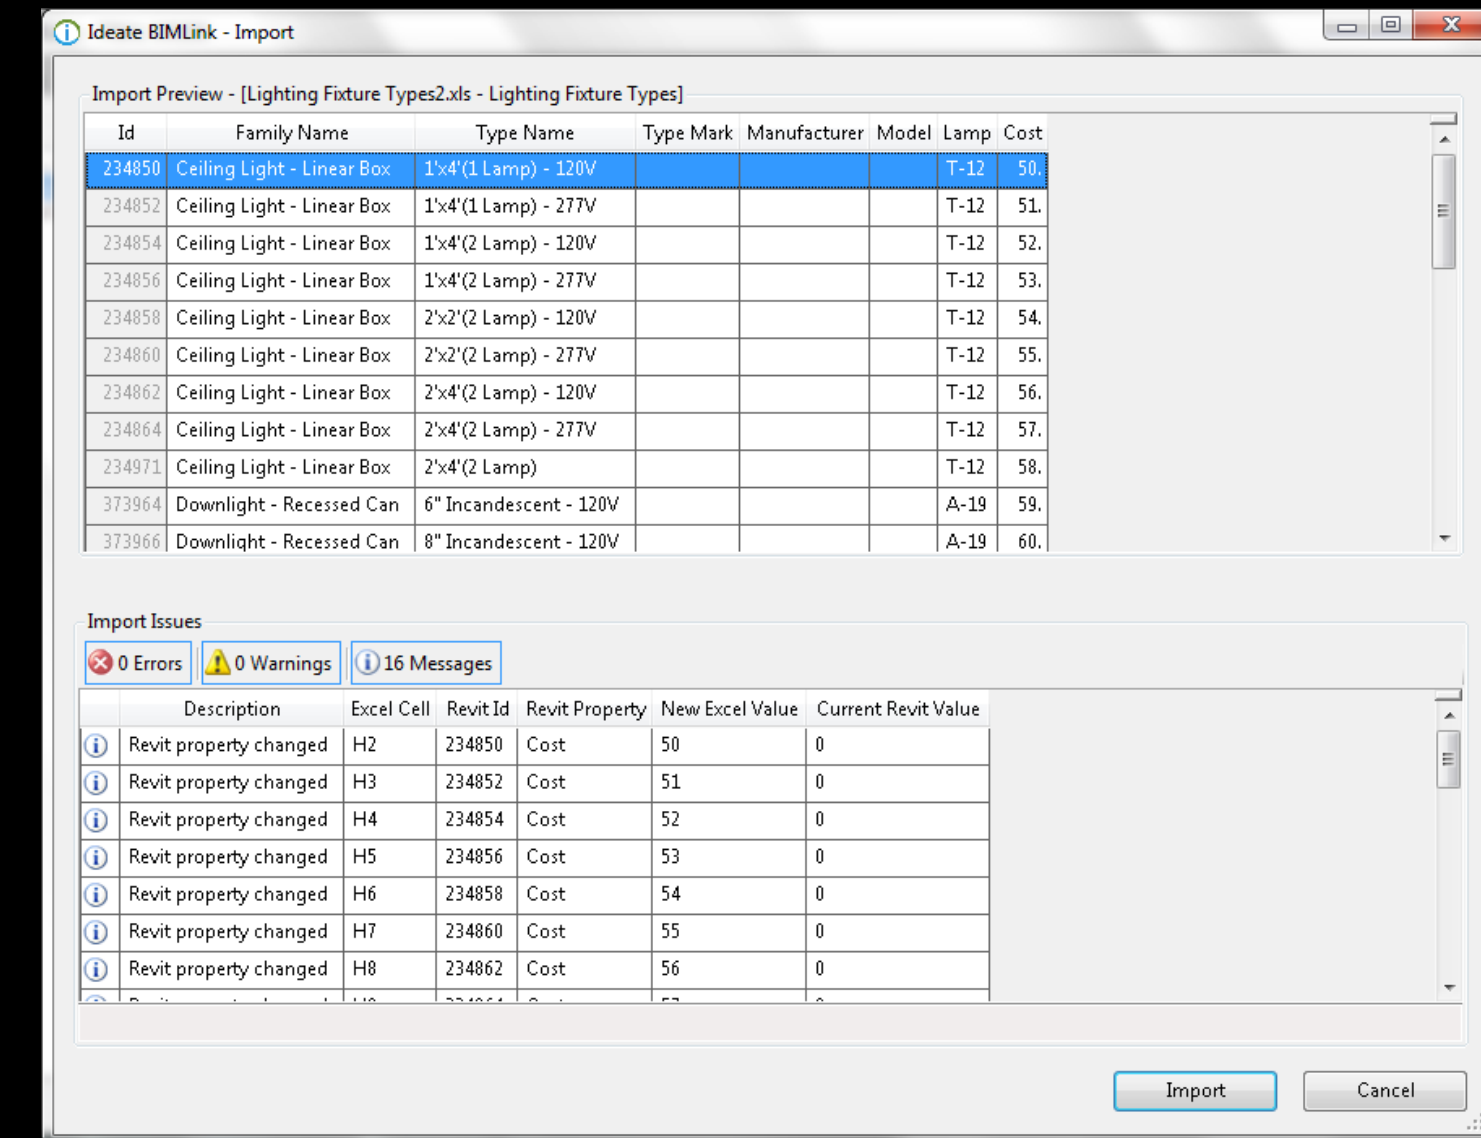 Ideate BIMLink - Import
Import Preview - [Lighting Fixture Types2.xls - Lighting Fixture Types]
Id Family Name Type Name Type Mark Manufacturer Model Lamp Cost
234850 Ceiling Light - Linear Box 1'x4'(1 Lamp) - 120V T-12 50.
234852 Ceiling Light - Linear Box 1'x4'(1 Lamp) - 277V T-12 51.
234854 Ceiling Light - Linear Box 1'x4'(2 Lamp) - 120V T-12 52.
234856 Ceiling Light - Linear Box 1'x4'(2 Lamp) - 277V T-12 53.
234858 Ceiling Light - Linear Box 2'x2'(2 Lamp) - 120V T-12 54.
234860 Ceiling Light - Linear Box 2'x2'(2 Lamp) - 277V T-12 55.
234862 Ceiling Light - Linear Box 2'x4'(2 Lamp) - 120V T-12 56.
234864 Ceiling Light - Linear Box 2'x4'(2 Lamp) - 277V T-12 57.
234971 Ceiling Light - Linear Box 2'x4'(2 Lamp) T-12 58.
373964 Downlight - Recessed Can 6" Incandescent - 120V A-19 59.
373966 Downlight - Recessed Can 8" Incandescent - 120V A-19 60.
Import Issues
0 Errors 0 Warnings 16 Messages
Description Excel Cell Revit Id Revit Property New Excel Value Current Revit Value
Revit property changed H2 234850 Cost 50 0
Revit property changed H3 234852 Cost 51 0
Revit property changed H4 234854 Cost 52 0
Revit property changed H5 234856 Cost 53 0
Revit property changed H6 234858 Cost 54 0
Revit property changed H7 234860 Cost 55 0
Revit property changed H8 234862 Cost 56 0
Import Cancel